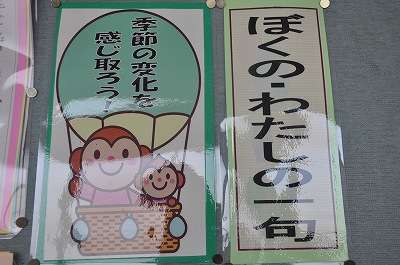 ぼくの・わたしの一句
季節の変化を
感じ取ろう!